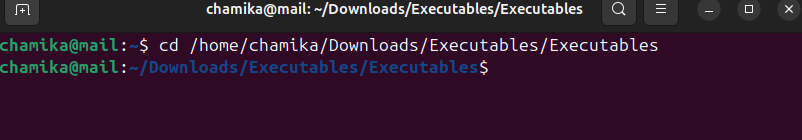 chamika@mail: ~/Downloads/Executables/Executables
chamika@mail:~$ cd /home/chamika/Downloads/Executables/Executables
chamika@mail:~/Downloads/Executables/Executables$